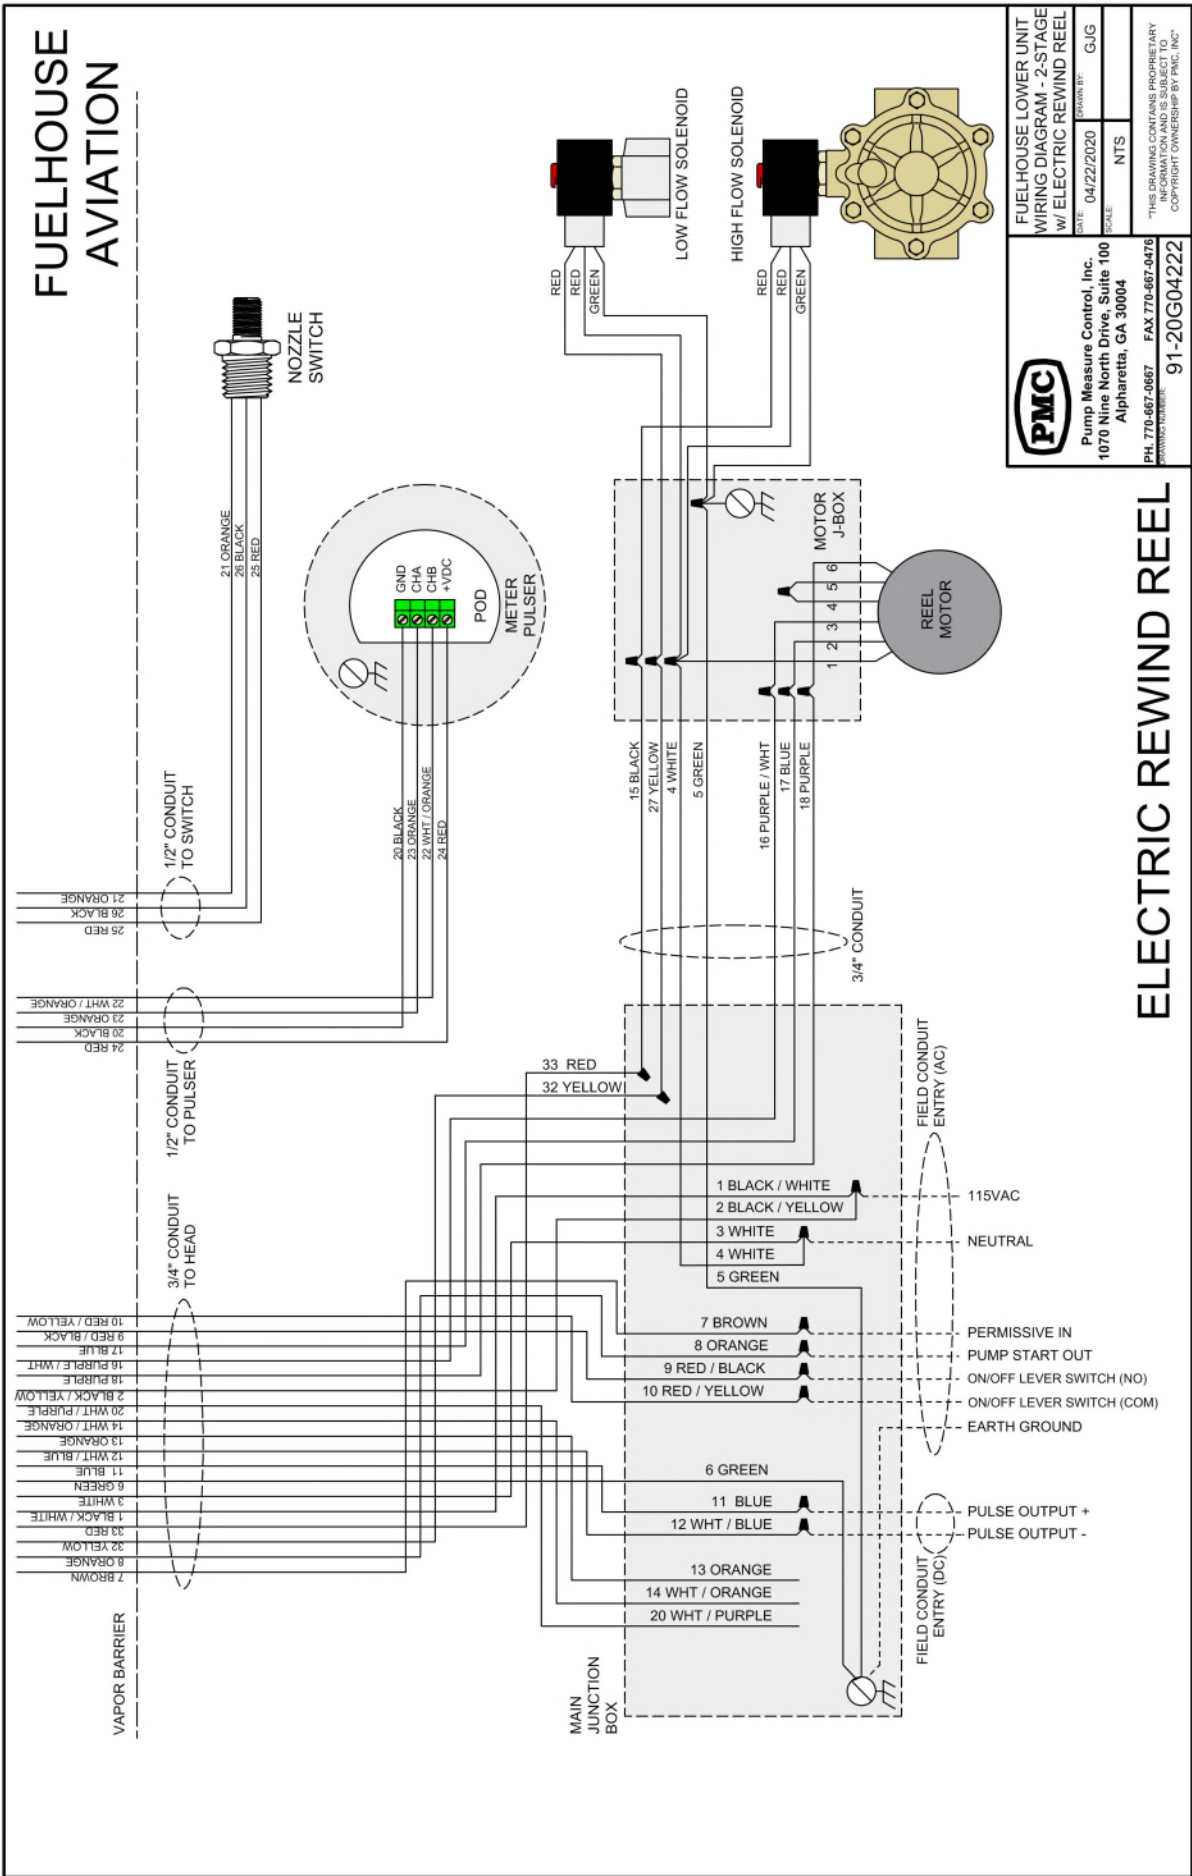 FUELHOUSE
AVIATION
NOZZLE
SWITCH
21 ORANGE
26 BLACK
25 RED
1/2" CONDUIT
TO SWITCH
21 ORANGE
26 BLACK
25 RED
GND
CHA
CHB
+VDC
POD
METER
PULSER
20 BLACK
23 ORANGE
22 WHT / ORANGE
24 RED
22 WHT / ORANGE
23 ORANGE
20 BLACK
24 RED
1/2" CONDUIT
TO PULSER
3/4" CONDUIT
TO HEAD
10 RED / YELLOW
9 RED / BLACK
17 BLUE
16 PURPLE / WHT
18 PURPLE
2 BLACK / YELLOW
20 WHT / PURPLE
14 WHT / ORANGE
13 ORANGE
12 WHT / BLUE
11 BLUE
6 GREEN
3 WHITE
1 BLACK / WHITE
33 RED
32 YELLOW
8 ORANGE
7 BROWN
VAPOR BARRIER
RED
RED
GREEN
LOW FLOW SOLENOID
RED
RED
GREEN
HIGH FLOW SOLENOID
MOTOR
J-BOX
1
2
3
4
5
6
REEL
MOTOR
15 BLACK
27 YELLOW
4 WHITE
5 GREEN
16 PURPLE / WHT
17 BLUE
18 PURPLE
3/4" CONDUIT
33 RED
32 YELLOW
1 BLACK / WHITE
2 BLACK / YELLOW
3 WHITE
4 WHITE
5 GREEN
7 BROWN
8 ORANGE
9 RED / BLACK
10 RED / YELLOW
6 GREEN
11 BLUE
12 WHT / BLUE
13 ORANGE
14 WHT / ORANGE
20 WHT / PURPLE
MAIN
JUNCTION
BOX
FIELD CONDUIT
ENTRY (AC)
115VAC
NEUTRAL
PERMISSIVE IN
PUMP START OUT
ON/OFF LEVER SWITCH (NO)
ON/OFF LEVER SWITCH (COM)
EARTH GROUND
PULSE OUTPUT +
PULSE OUTPUT -
FIELD CONDUIT
ENTRY (DC)
ELECTRIC REWIND REEL
PMC
Pump Measure Control, Inc.
1070 Nine North Drive, Suite 100
Alpharetta, GA 30004
PH. 770-667-0667 FAX 770-667-0476
DRAWING NUMBER:
91-20G04222
FUELHOUSE LOWER UNIT
WIRING DIAGRAM - 2-STAGE
w/ ELECTRIC REWIND REEL
DATE: 04/22/2020
DRAWN BY: GJG
SCALE: NTS
"THIS DRAWING CONTAINS PROPRIETARY
INFORMATION AND IS SUBJECT TO
COPYRIGHT OWNERSHIP BY PMC, INC"